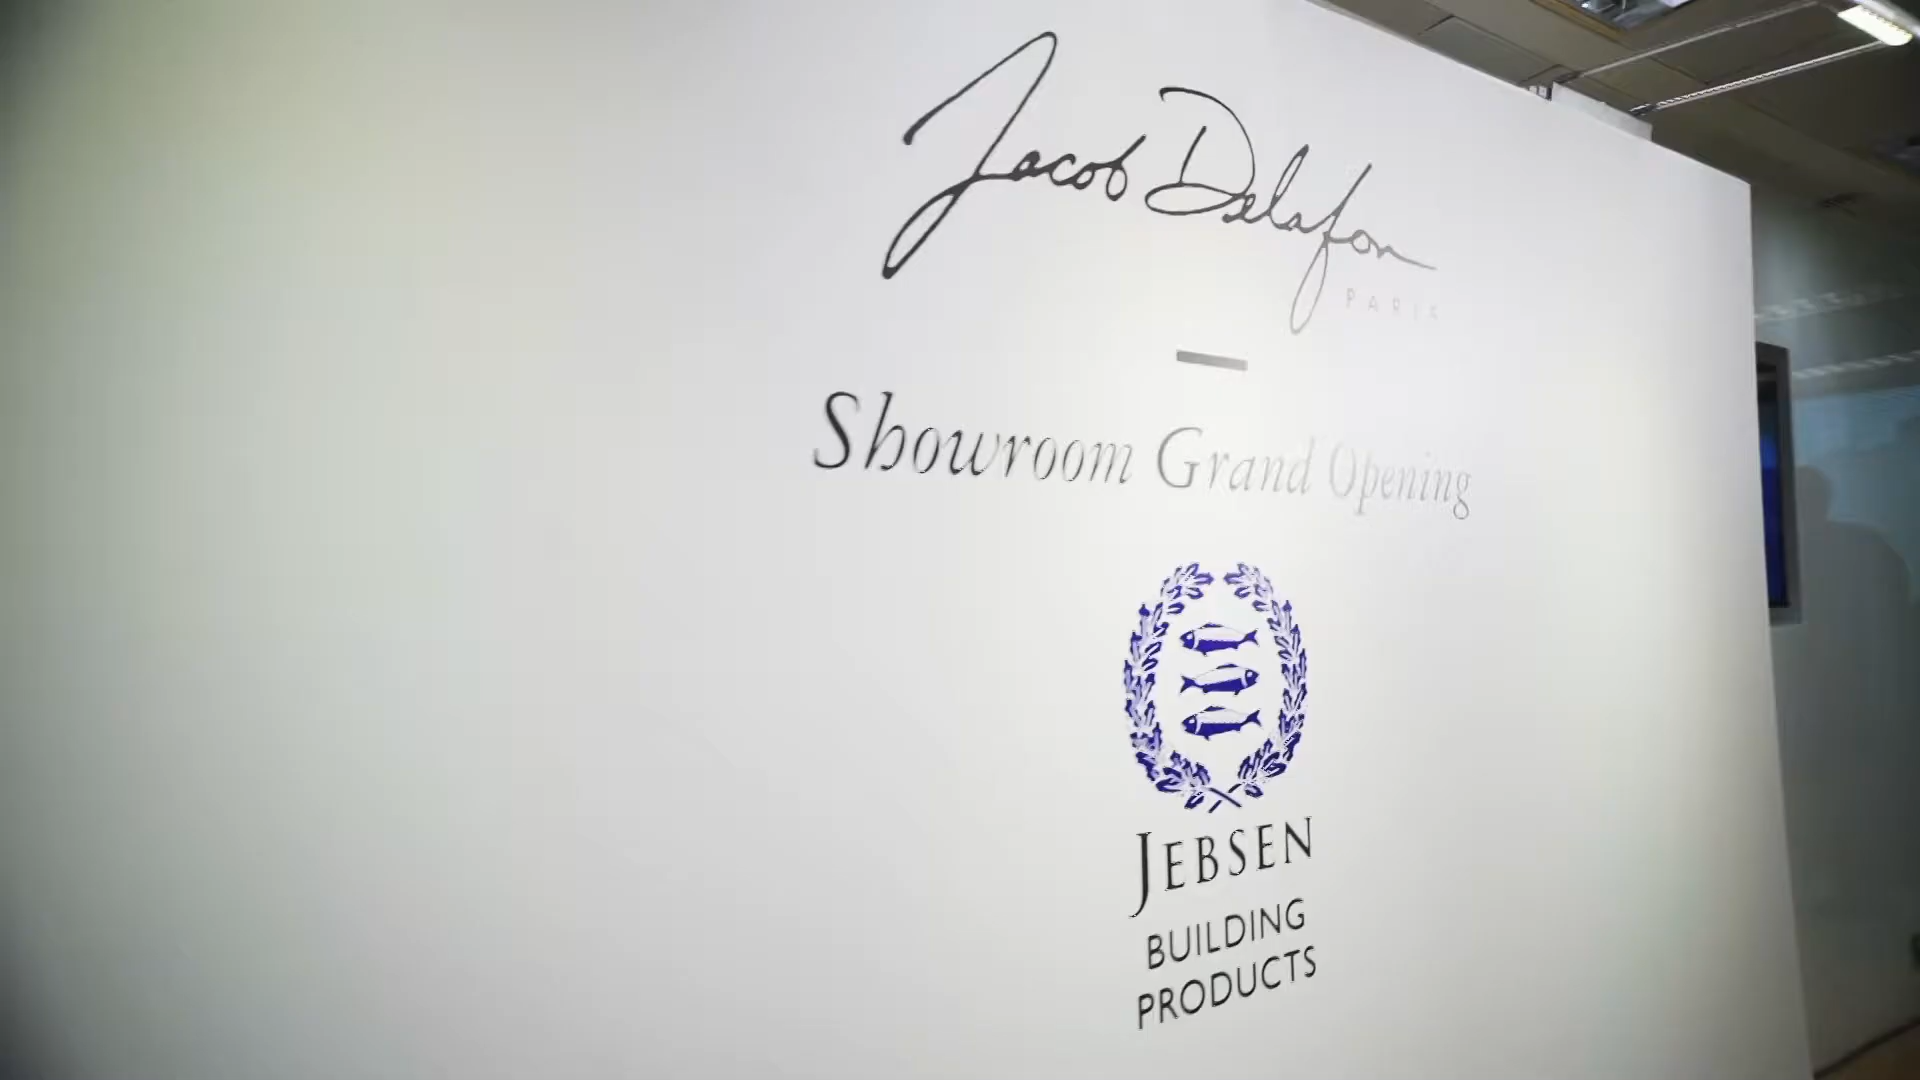 Jacob Delafon
PARIS
Showroom Grand Opening
JEBSEN
BUILDING
PRODUCTS